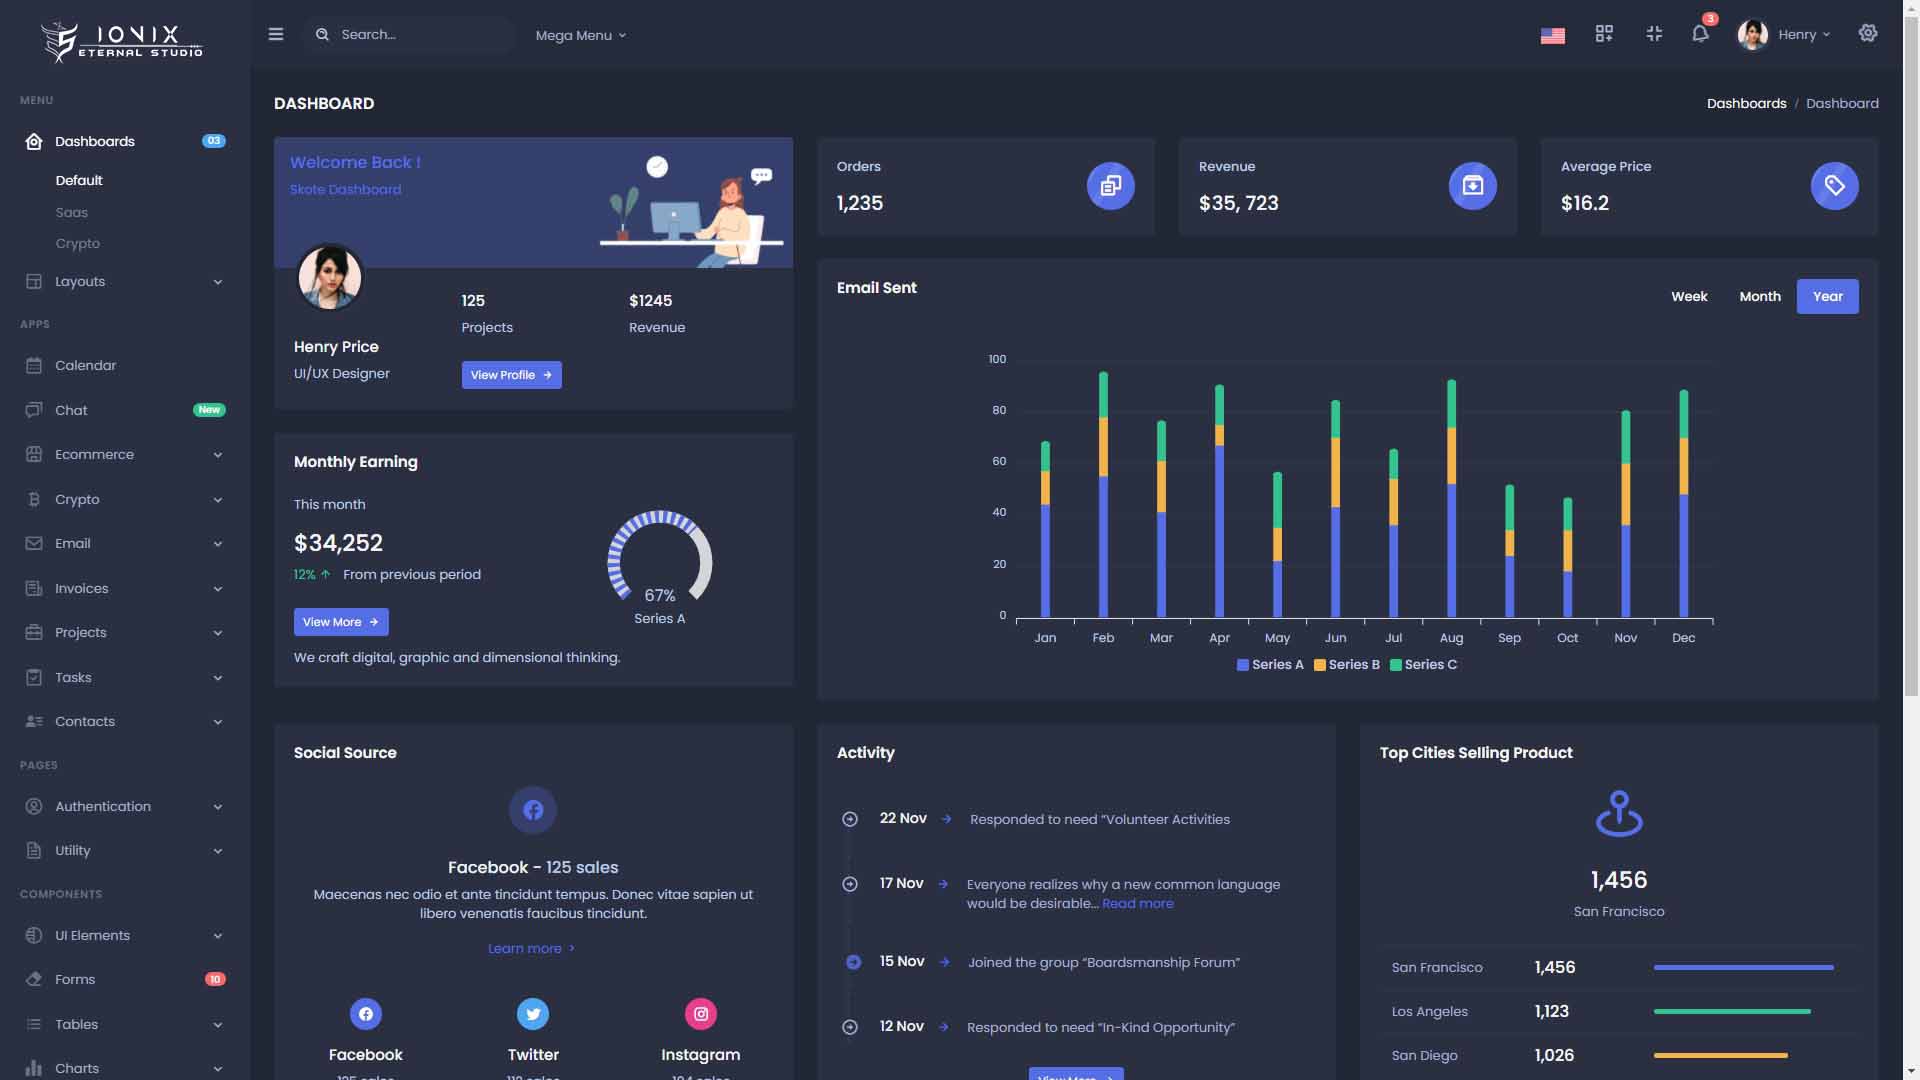 IONIX
ETERNAL STUDIO
Search...
Mega Menu
3
Henry
MENU
Dashboards
03
Default
Saas
Crypto
Layouts
APPS
Calendar
Chat
New
Ecommerce
Crypto
Email
Invoices
Projects
Tasks
Contacts
PAGES
Authentication
Utility
COMPONENTS
UI Elements
Forms
10
Tables
Charts
DASHBOARD
Dashboards / Dashboard
Welcome Back !
Skote Dashboard
Henry Price
UI/UX Designer
125
Projects
$1245
Revenue
View Profile
Orders
1,235
Revenue
$35, 723
Average Price
$16.2
Monthly Earning
This month
$34,252
12% From previous period
View More
We craft digital, graphic and dimensional thinking.
67%
Series A
Email Sent
Week Month Year
100
80
60
40
20
0
Jan Feb Mar Apr May Jun Jul Aug Sep Oct Nov Dec
Series A Series B Series C
Social Source
Facebook - 125 sales
Maecenas nec odio et ante tincidunt tempus. Donec vitae sapien ut
libero venenatis faucibus tincidunt.
Learn more
Facebook Twitter Instagram
125 sales 112 sales 104 sales
Activity
22 Nov Responded to need “Volunteer Activities
17 Nov Everyone realizes why a new common language
would be desirable... Read more
15 Nov Joined the group “Boardsmanship Forum”
12 Nov Responded to need “In-Kind Opportunity”
View More
Top Cities Selling Product
1,456
San Francisco
San Francisco 1,456
Los Angeles 1,123
San Diego 1,026